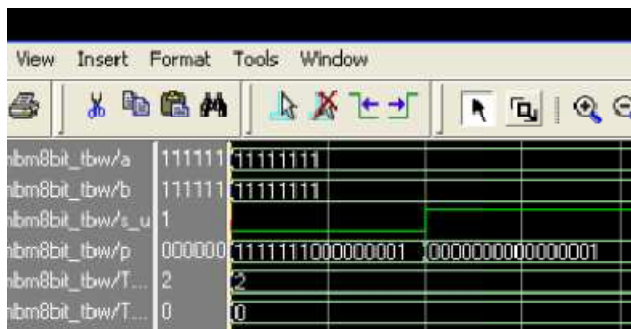 View Insert Format Tools Window
nbm8bit_tbw/a 111111 11111111
nbm8bit_tbw/b 111111 11111111
nbm8bit_tbw/s_u 1
nbm8bit_tbw/p 000000 1111111000000001 0000000000000001
nbm8bit_tbw/T... 2 2
nbm8bit_tbw/T... 0 0